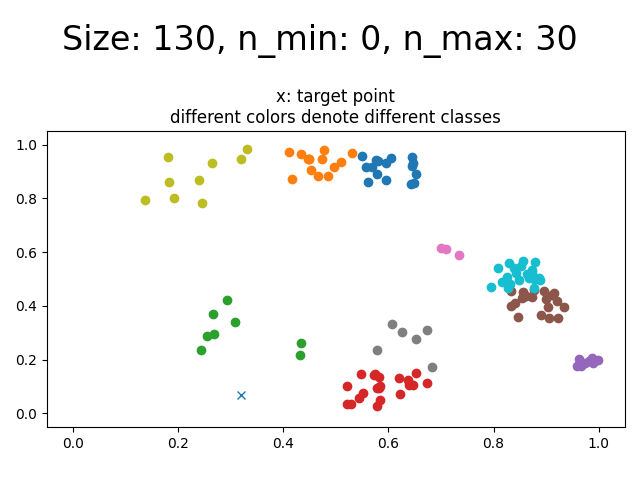 Size: 130, n_min: 0, n_max: 30
x: target point
different colors denote different classes
1.0
0.8
0.6
0.4
0.2
0.0
0.0 0.2 0.4 0.6 0.8 1.0